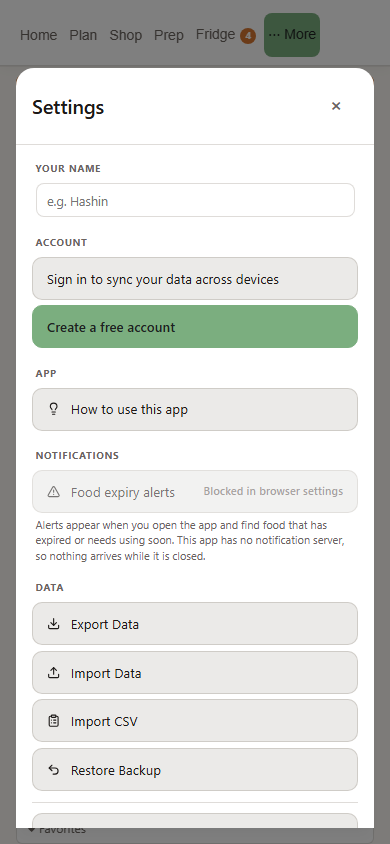 Home Plan Shop Prep Fridge 4 ··· More
Settings
×
YOUR NAME
e.g. Hashin
ACCOUNT
Sign in to sync your data across devices
Create a free account
APP
How to use this app
NOTIFICATIONS
Food expiry alerts Blocked in browser settings
Alerts appear when you open the app and find food that has
expired or needs using soon. This app has no notification server,
so nothing arrives while it is closed.
DATA
Export Data
Import Data
Import CSV
Restore Backup
Favorites